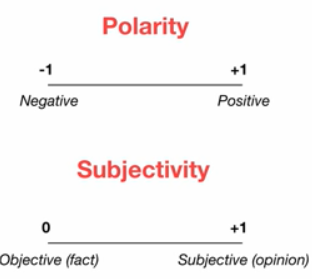 Polarity
-1 +1
Negative Positive
Subjectivity
0 +1
Objective (fact) Subjective (opinion)